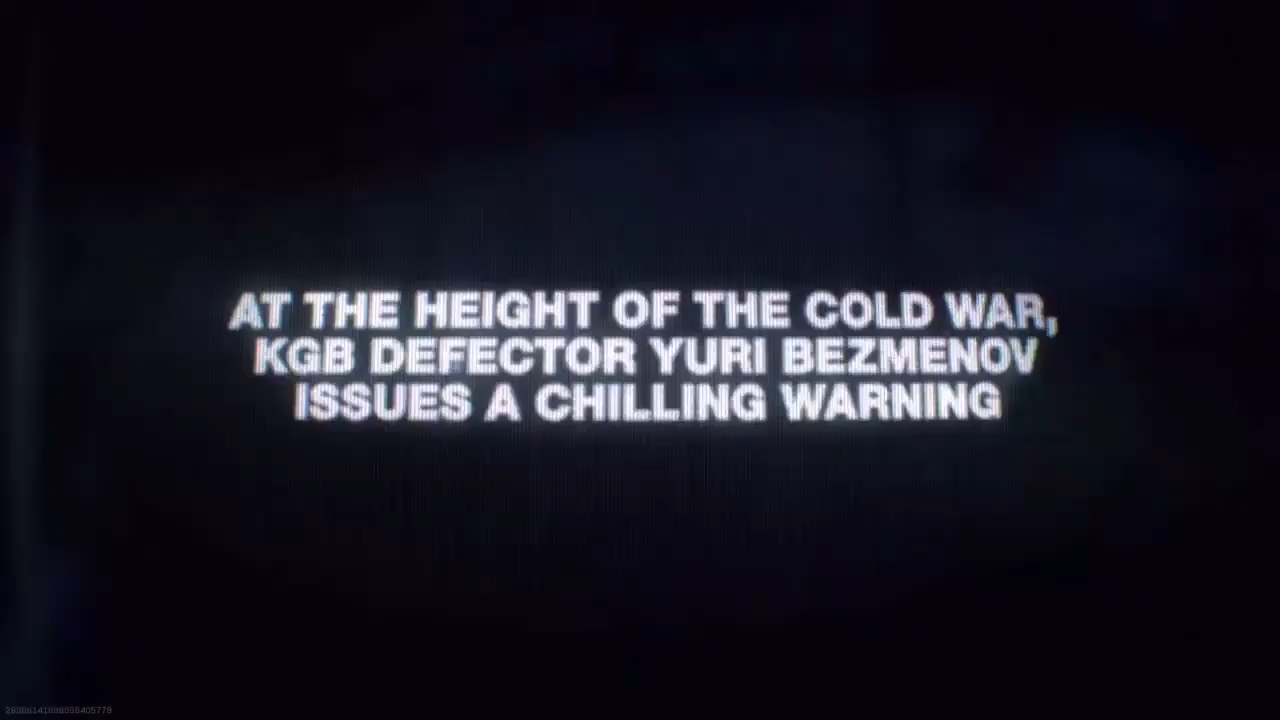 AT THE HEIGHT OF THE COLD WAR,
KGB DEFECTOR YURI BEZMENOV
ISSUES A CHILLING WARNING